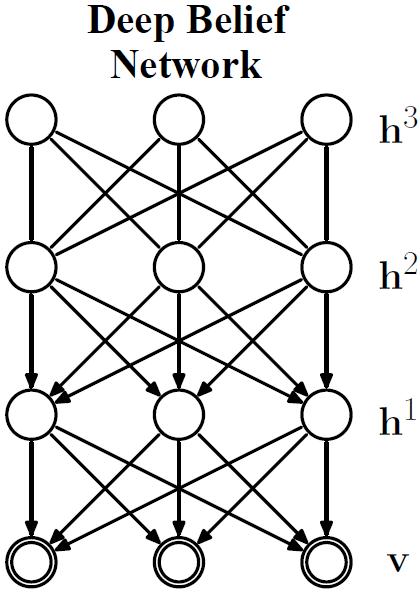 Deep Belief
Network
h³
h²
h¹
v